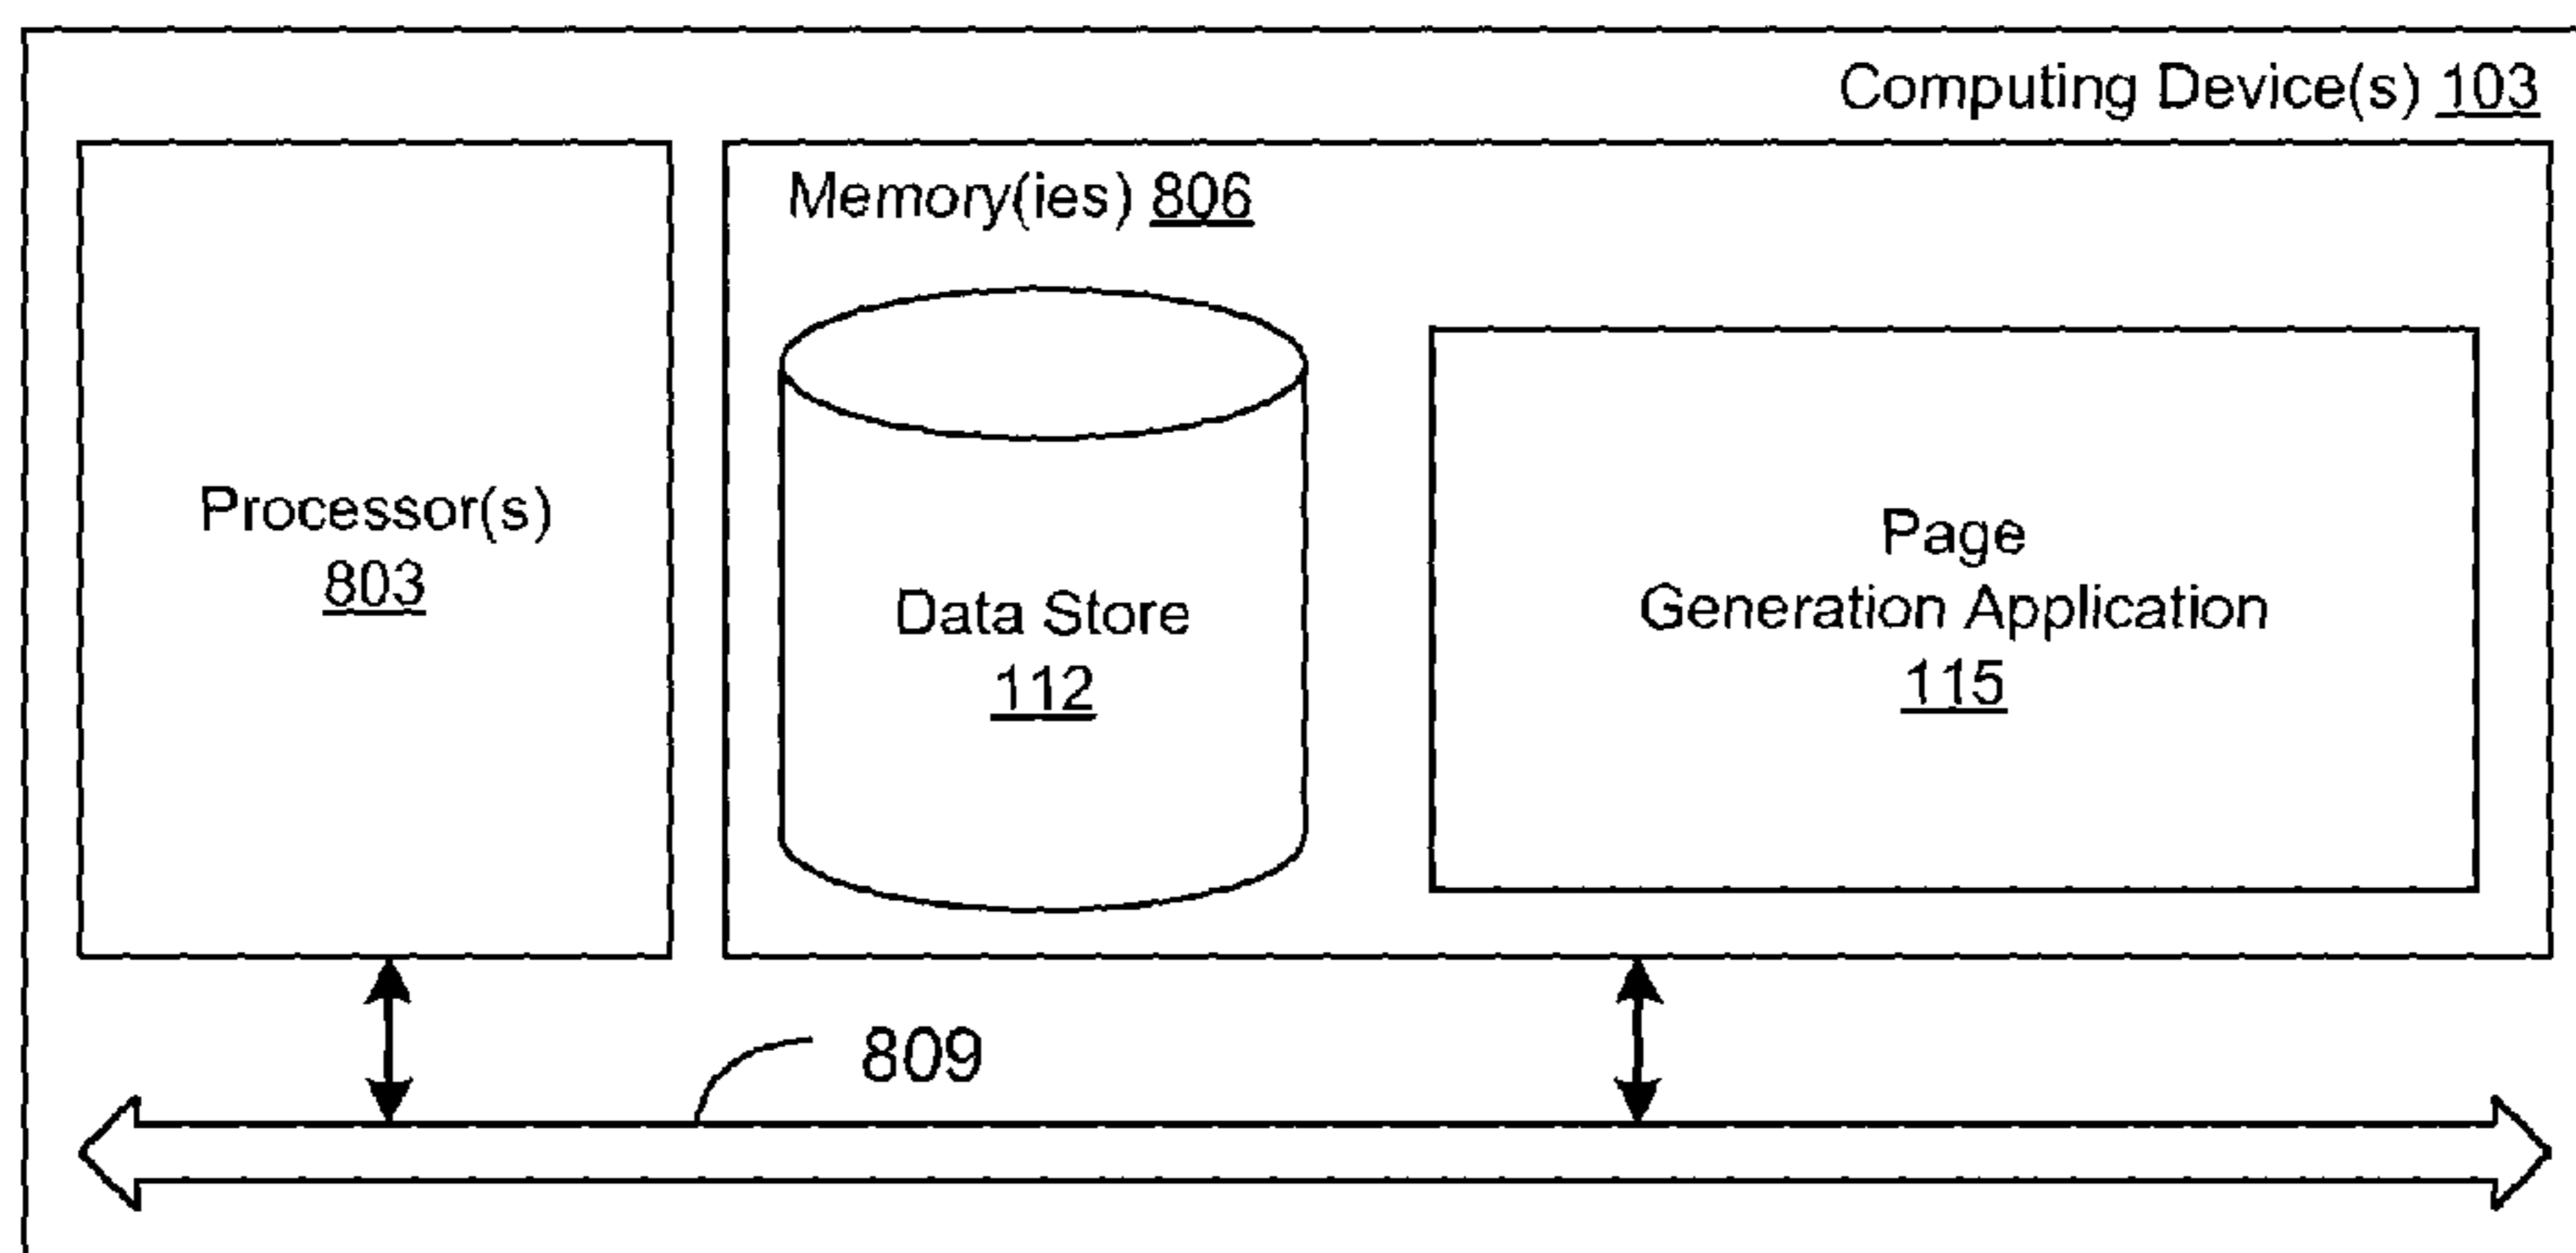 Computing Device(s) 103
Memory(ies) 806
Processor(s)
803
Data Store
112
Page
Generation Application
115
809